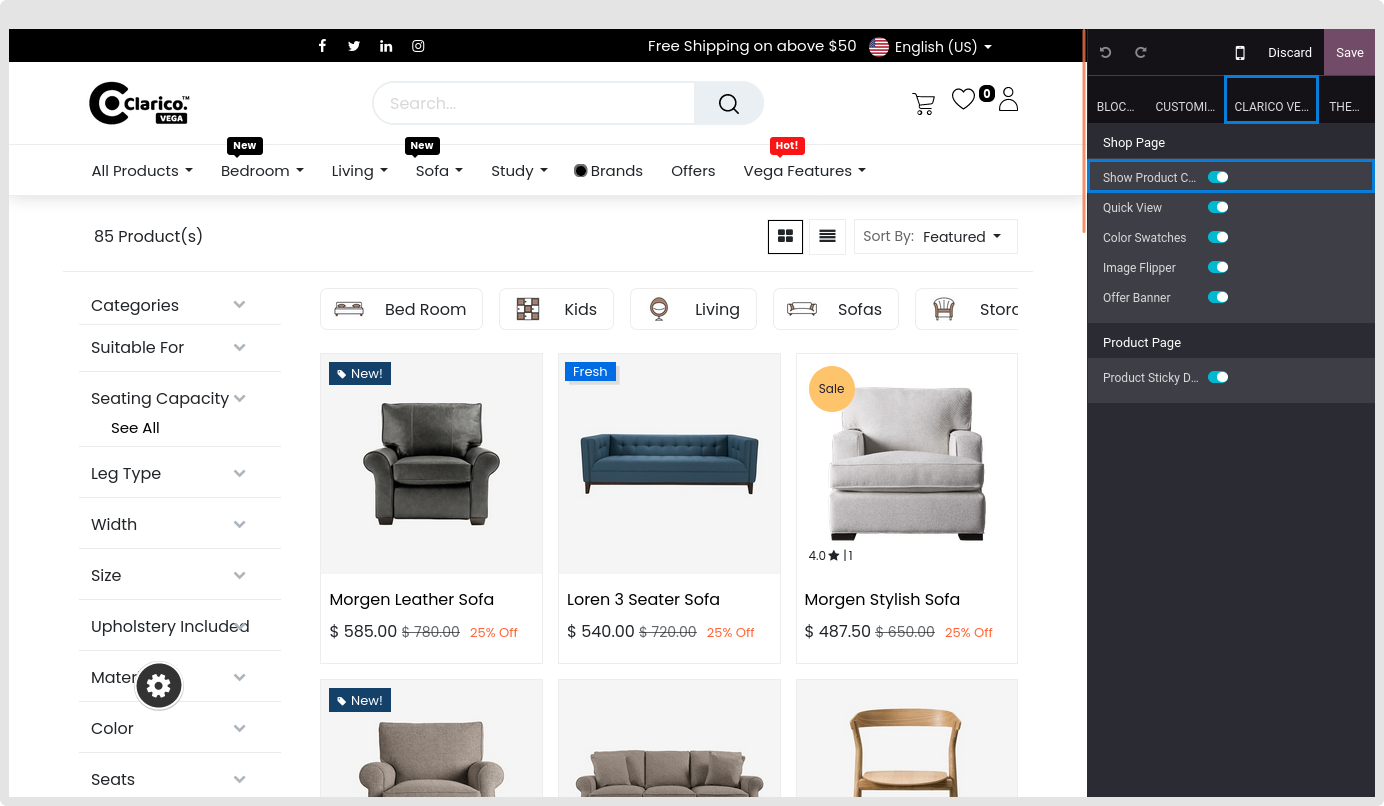 Free Shipping on above $50 English (US)
Discard Save
Clarico™ VEGA
Search...
0
BLOC... CUSTOMI... CLARICO VE... THE...
New New Hot!
All Products Bedroom Living Sofa Study Brands Offers Vega Features
Shop Page
Show Product C...
Quick View
Color Swatches
Image Flipper
Offer Banner
Product Page
Product Sticky D...
85 Product(s)
Sort By: Featured
Categories
Suitable For
Seating Capacity
See All
Leg Type
Width
Size
Upholstery Included
Materi
Color
Seats
Bed Room Kids Living Sofas Stora
New! Fresh Sale
4.0 | 1
Morgen Leather Sofa
$ 585.00 $ 780.00 25% Off
Loren 3 Seater Sofa
$ 540.00 $ 720.00 25% Off
Morgen Stylish Sofa
$ 487.50 $ 650.00 25% Off
New!